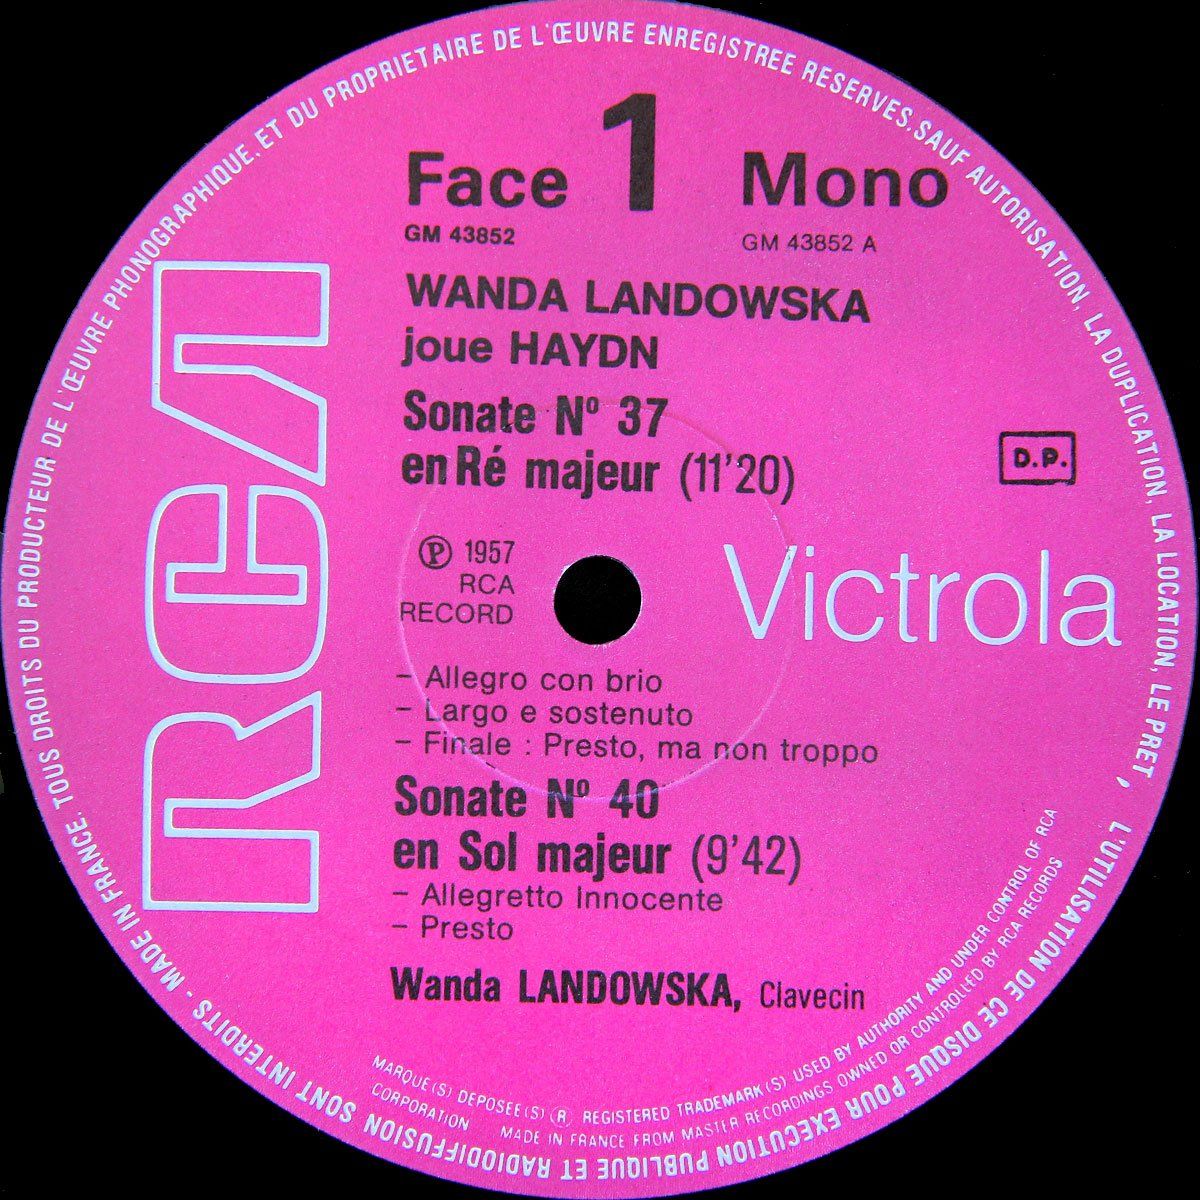 Face 1 Mono
GM 43852
GM 43852 A
WANDA LANDOWSKA
joue HAYDN
Sonate Nº 37
en Ré majeur (11'20)
D.P.
℗ 1957
RCA
RECORD
RCA
Victrola
– Allegro con brio
– Largo e sostenuto
– Finale : Presto, ma non troppo
Sonate Nº 40
en Sol majeur (9'42)
– Allegretto Innocente
– Presto
Wanda LANDOWSKA, Clavecin
MARQUE(S) DEPOSEE(S) ® REGISTERED TRADEMARK(S) USED BY AUTHORITY AND UNDER CONTROL OF RCA
CORPORATION MADE IN FRANCE FROM MASTER RECORDINGS OWNED OR CONTROLLED BY RCA RECORDS
MADE IN FRANCE. TOUS DROITS DU PRODUCTEUR DE L'ŒUVRE PHONOGRAPHIQUE, ET DU PROPRIETAIRE DE L'ŒUVRE ENREGISTREE RESERVES. SAUF AUTORISATION, LA DUPLICATION, LA LOCATION, LE PRET, L'UTILISATION DE CE DISQUE POUR EXECUTION PUBLIQUE ET RADIODIFFUSION SONT INTERDITS -